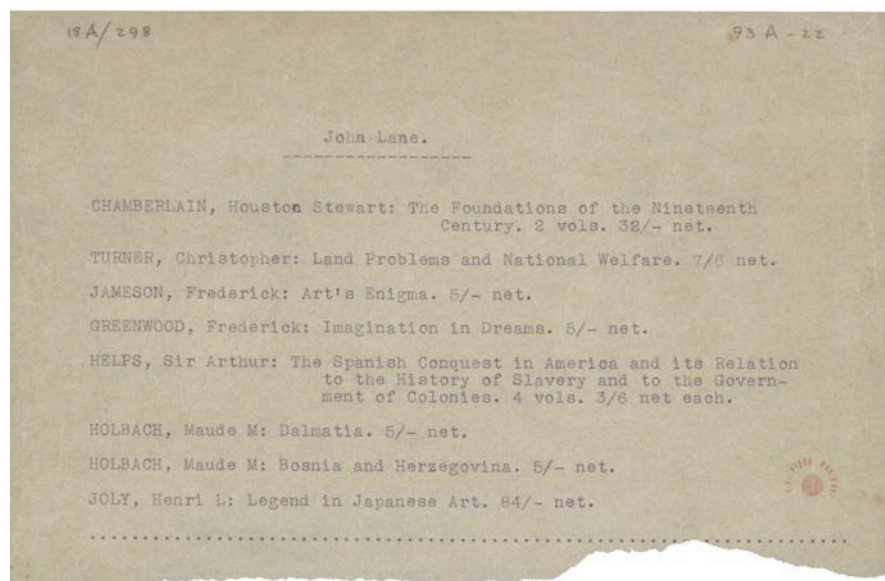 18A/298
93 A - 22
John Lane.
CHAMBERLAIN, Houston Stewart: The Foundations of the Nineteenth
Century. 2 vols. 32/- net.
TURNER, Christopher: Land Problems and National Welfare. 7/6 net.
JAMESON, Frederick: Art's Enigma. 5/- net.
GREENWOOD, Frederick: Imagination in Dreams. 5/- net.
HELPS, Sir Arthur: The Spanish Conquest in America and its Relation
to the History of Slavery and to the Govern-
ment of Colonies. 4 vols. 3/6 net each.
HOLBACH, Maude M: Dalmatia. 5/- net.
HOLBACH, Maude M: Bosnia and Herzegovina. 5/- net.
JOLY, Henri L: Legend in Japanese Art. 84/- net.